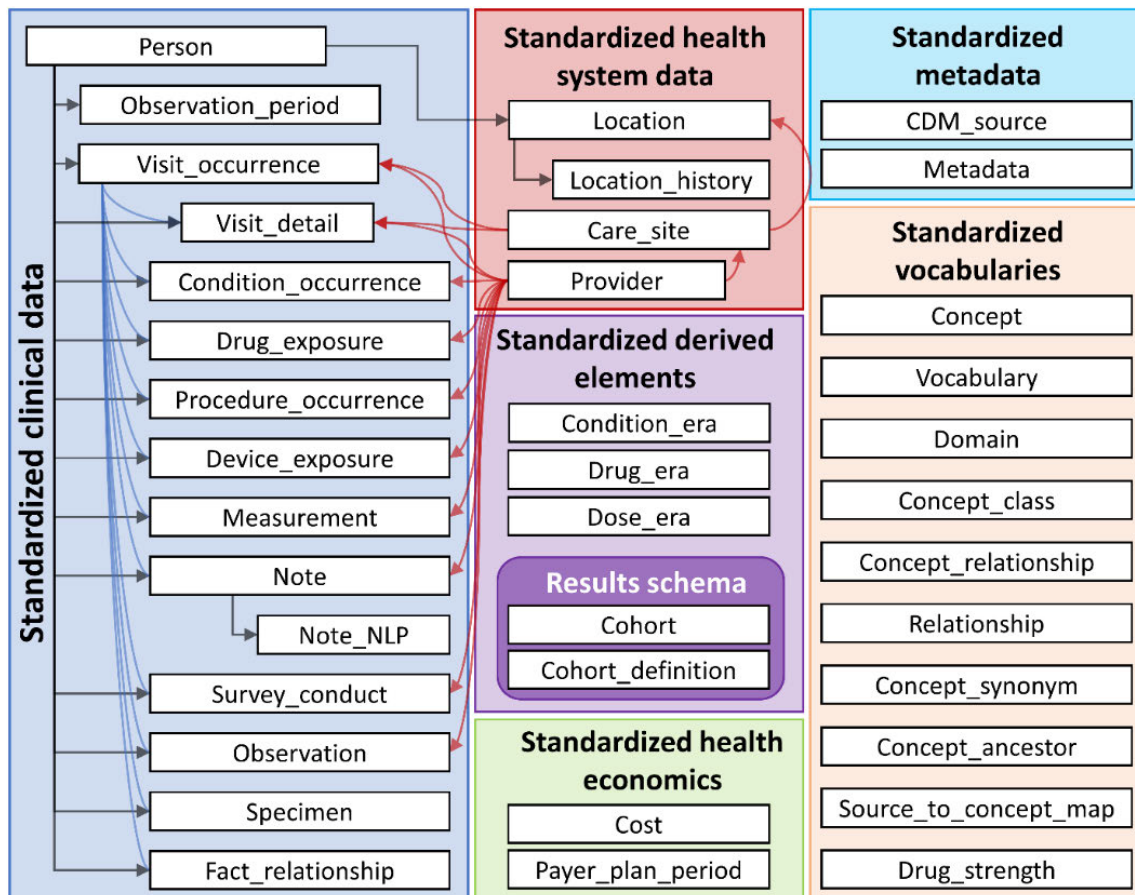 Standardized clinical data
Person
Observation_period
Visit_occurrence
Visit_detail
Condition_occurrence
Drug_exposure
Procedure_occurrence
Device_exposure
Measurement
Note
Note_NLP
Survey_conduct
Observation
Specimen
Fact_relationship
Standardized health
system data
Location
Location_history
Care_site
Provider
Standardized derived
elements
Condition_era
Drug_era
Dose_era
Results schema
Cohort
Cohort_definition
Standardized health
economics
Cost
Payer_plan_period
Standardized
metadata
CDM_source
Metadata
Standardized
vocabularies
Concept
Vocabulary
Domain
Concept_class
Concept_relationship
Relationship
Concept_synonym
Concept_ancestor
Source_to_concept_map
Drug_strength